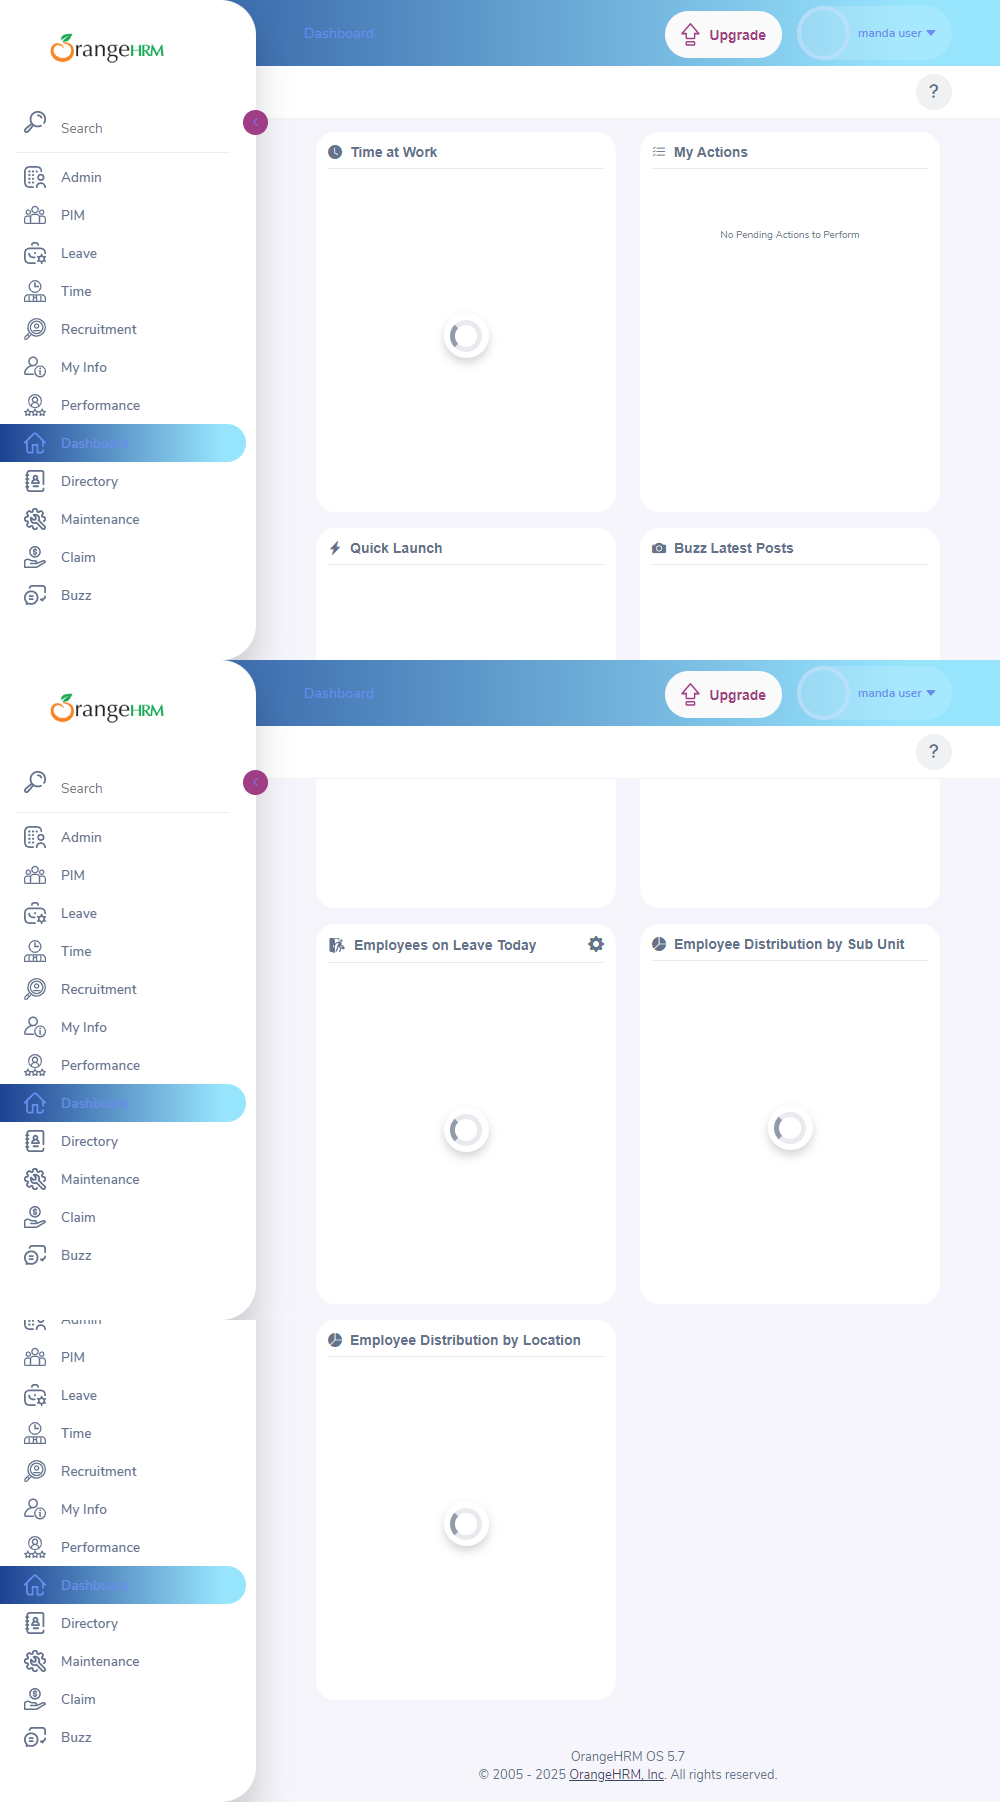 OrangeHRM
Dashboard
Upgrade
manda user
?
Search
Admin
PIM
Leave
Time
Recruitment
My Info
Performance
Dashboard
Directory
Maintenance
Claim
Buzz
Time at Work
My Actions
No Pending Actions to Perform
Quick Launch
Buzz Latest Posts
OrangeHRM
Dashboard
Upgrade
manda user
?
Search
Admin
PIM
Leave
Time
Recruitment
My Info
Performance
Dashboard
Directory
Maintenance
Claim
Buzz
Employees on Leave Today
Employee Distribution by Sub Unit
Admin
PIM
Leave
Time
Recruitment
My Info
Performance
Dashboard
Directory
Maintenance
Claim
Buzz
Employee Distribution by Location
OrangeHRM OS 5.7
© 2005 - 2025 OrangeHRM, Inc. All rights reserved.